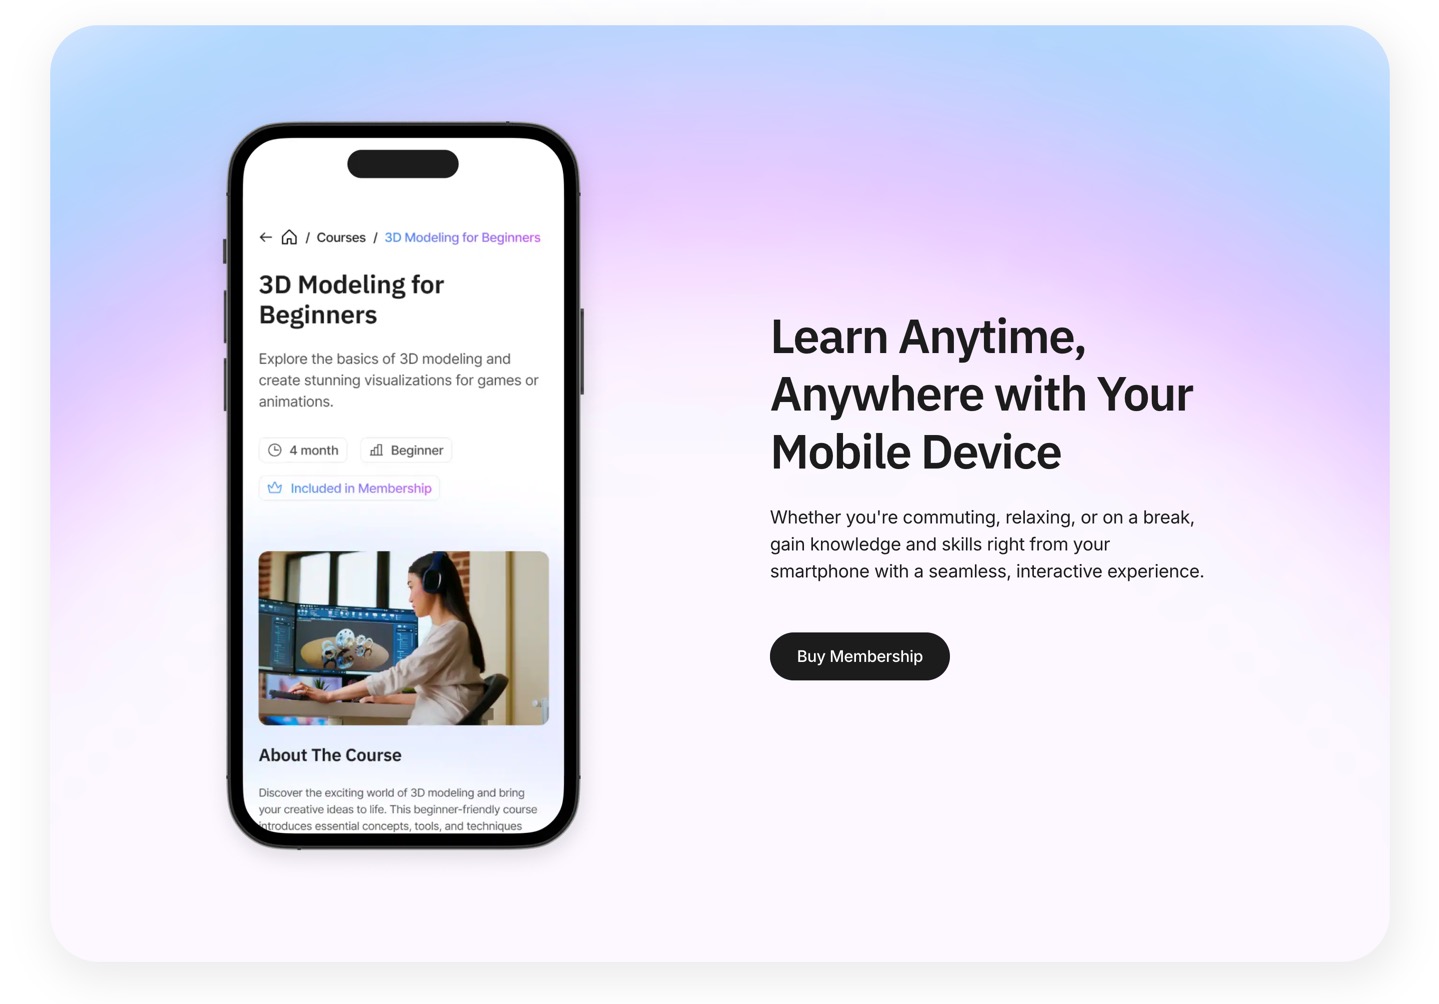 / Courses / 3D Modeling for Beginners
3D Modeling for
Beginners
Explore the basics of 3D modeling and
create stunning visualizations for games or
animations.
4 month Beginner
Included in Membership
About The Course
Discover the exciting world of 3D modeling and bring
your creative ideas to life. This beginner-friendly course
introduces essential concepts, tools, and techniques
Learn Anytime,
Anywhere with Your
Mobile Device
Whether you're commuting, relaxing, or on a break,
gain knowledge and skills right from your
smartphone with a seamless, interactive experience.
Buy Membership